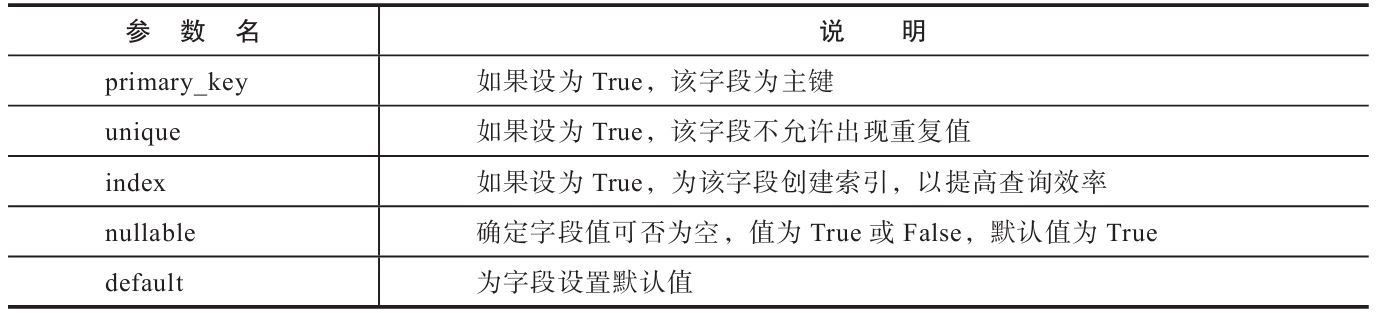 参 数 名 说 明
primary_key 如果设为 True，该字段为主键
unique 如果设为 True，该字段不允许出现重复值
index 如果设为 True，为该字段创建索引，以提高查询效率
nullable 确定字段值可否为空，值为 True 或 False，默认值为 True
default 为字段设置默认值